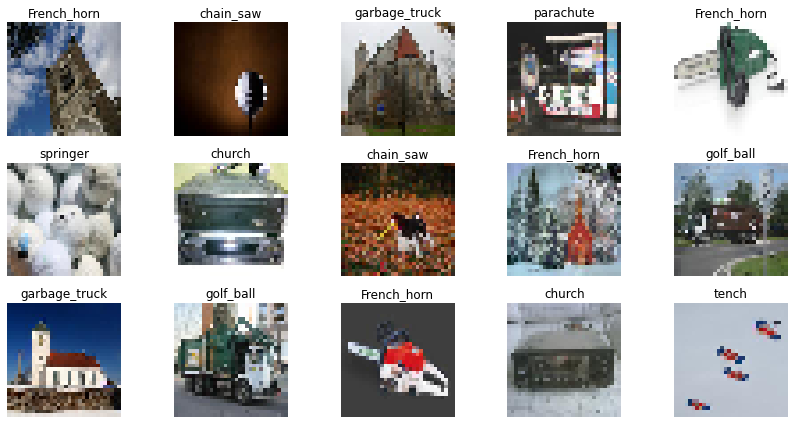 French_horn
chain_saw
garbage_truck
parachute
French_horn
springer
church
chain_saw
French_horn
golf_ball
garbage_truck
golf_ball
French_horn
church
tench